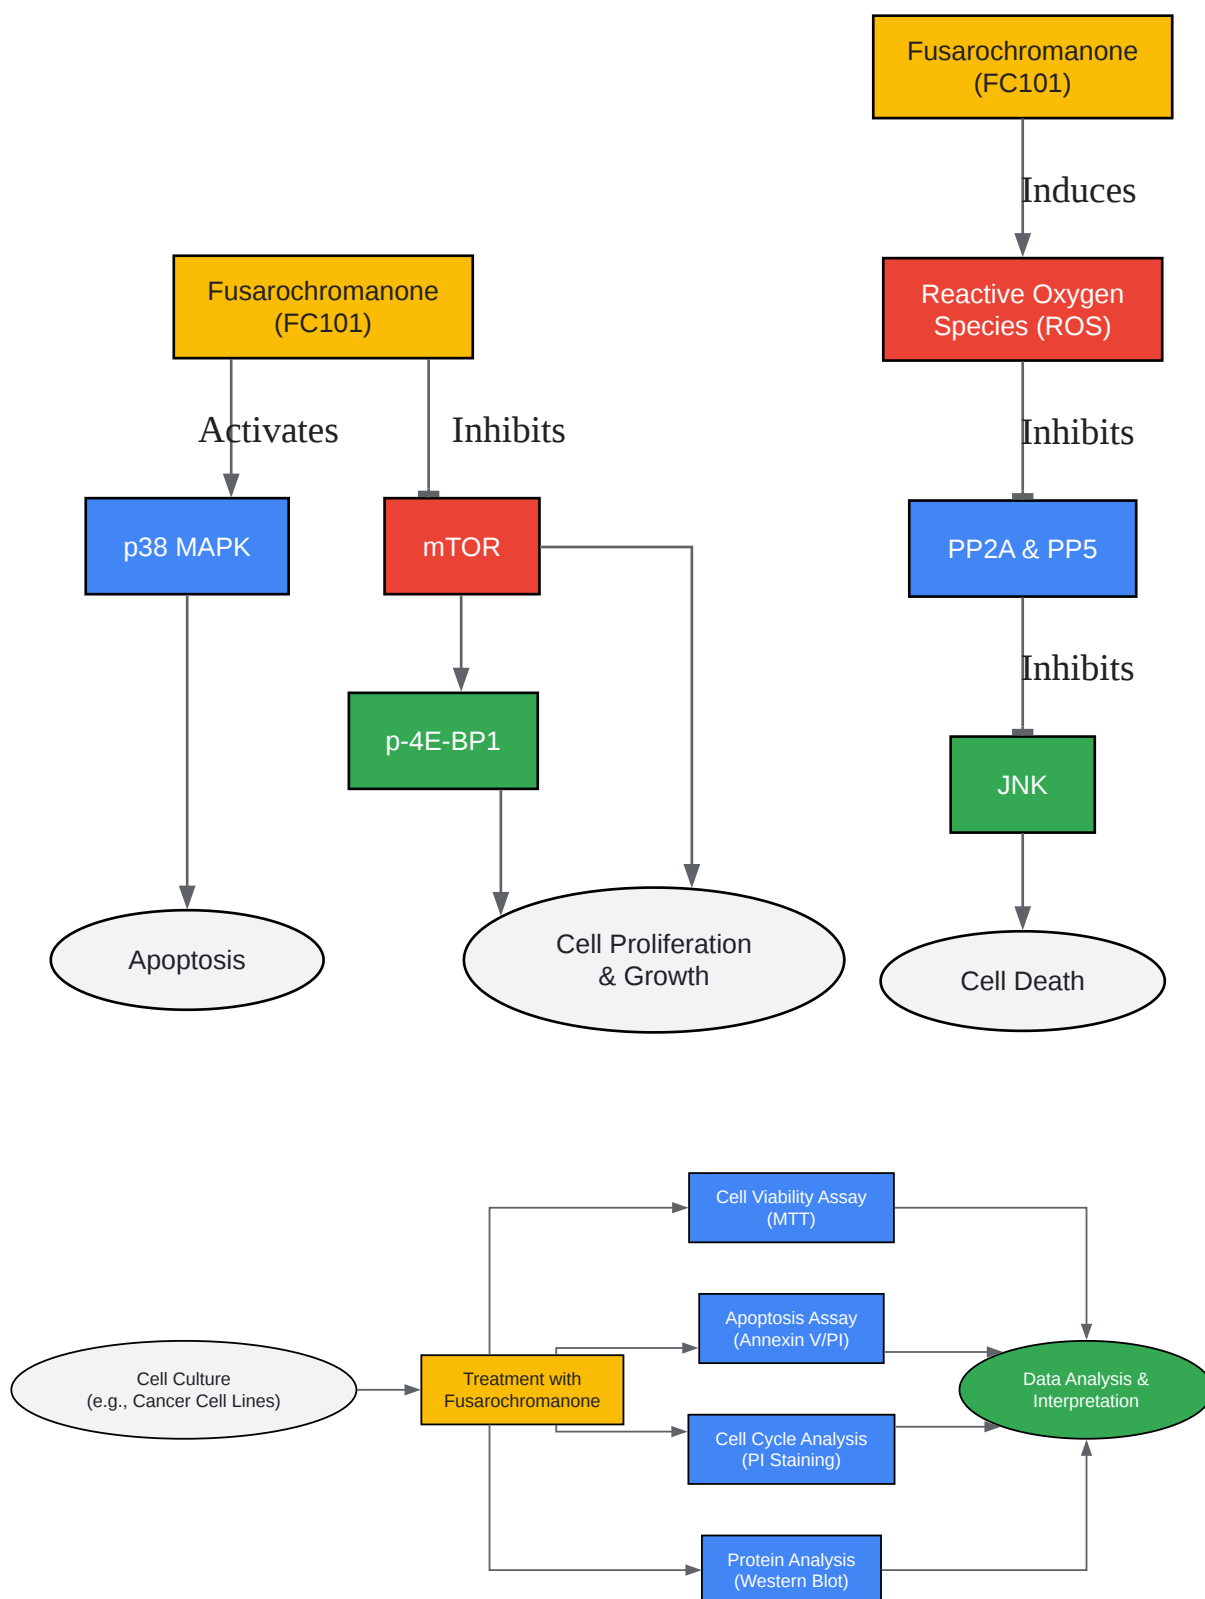 Fusarochromanone
(FC101)
Activates
Inhibits
p38 MAPK
mTOR
p-4E-BP1
Apoptosis
Cell Proliferation
& Growth
Fusarochromanone
(FC101)
Induces
Reactive Oxygen
Species (ROS)
Inhibits
PP2A & PP5
Inhibits
JNK
Cell Death
Cell Culture
(e.g., Cancer Cell Lines)
Treatment with
Fusarochromanone
Cell Viability Assay
(MTT)
Apoptosis Assay
(Annexin V/PI)
Cell Cycle Analysis
(PI Staining)
Protein Analysis
(Western Blot)
Data Analysis &
Interpretation